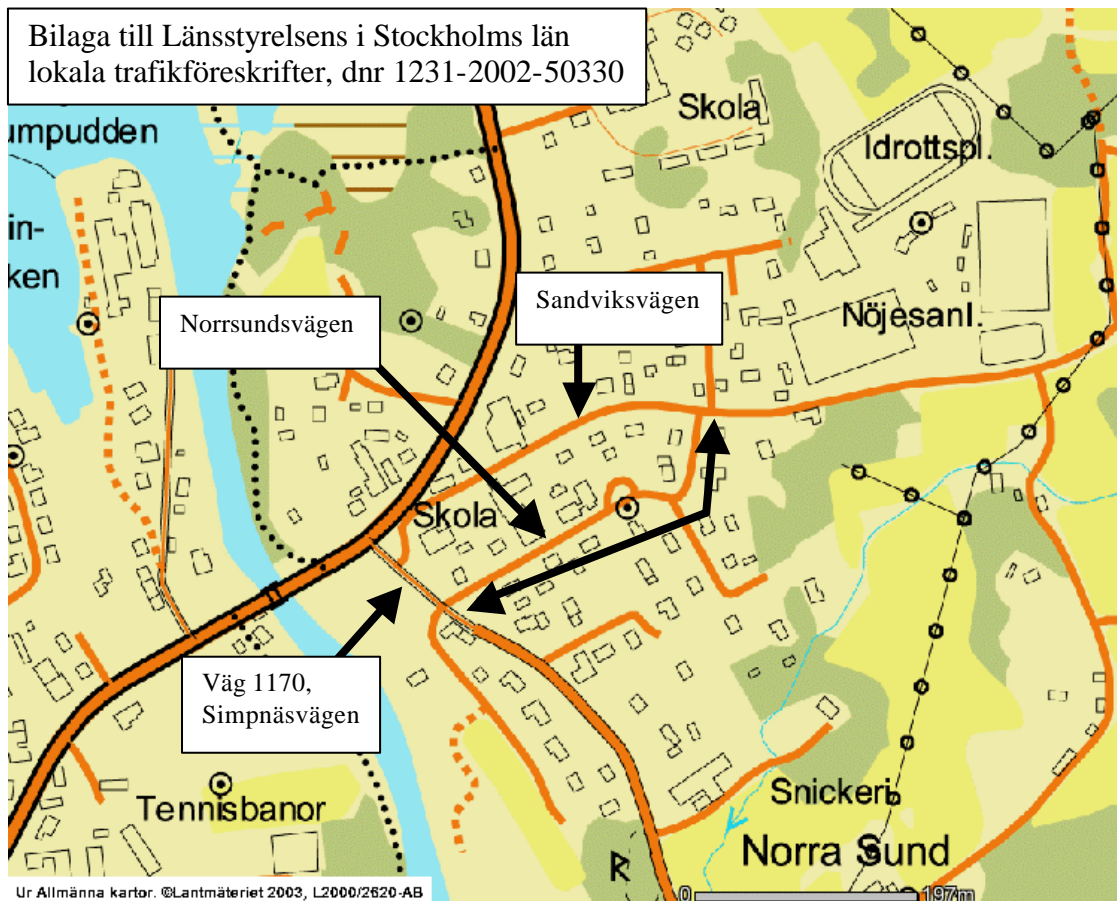 Bilaga till Länsstyrelsens i Stockholms län
lokala trafikföreskrifter, dnr 1231-2002-50330
umpudden
Skola
Idrottspl.
in-
ken
Norrsundsvägen
Sandviksvägen
Nöjesanl.
Skola
Väg 1170,
Simpnäsvägen
Tennisbanor
Snickeri
Norra Sund
R
Ur Allmänna kartor. ©Lantmäteriet 2003, L2000/2620-AB
0 197m